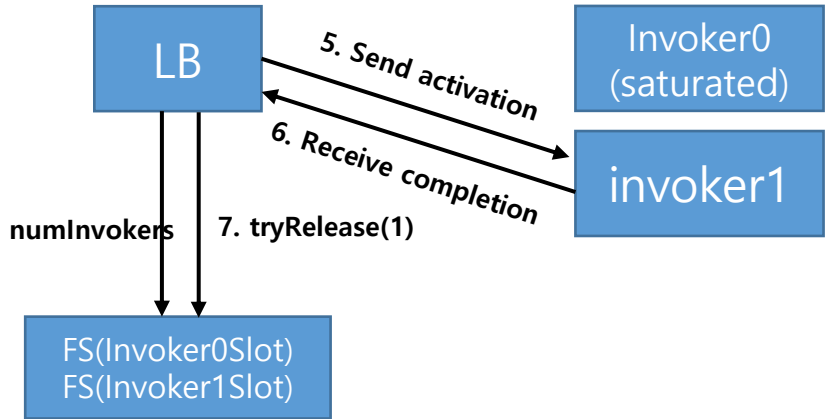 LB
5. Send activation
Invoker0
(saturated)
6. Receive completion
invoker1
numInvokers
7. tryRelease(1)
FS(Invoker0Slot)
FS(Invoker1Slot)